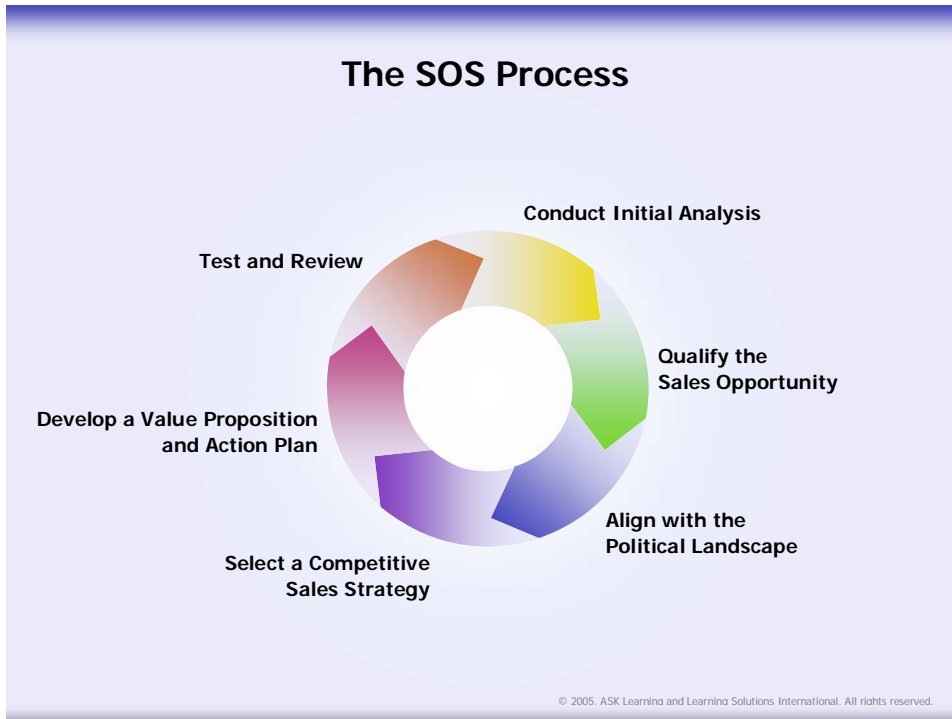 The SOS Process
Conduct Initial Analysis
Qualify the
Sales Opportunity
Align with the
Political Landscape
Select a Competitive
Sales Strategy
Develop a Value Proposition
and Action Plan
Test and Review
© 2005. ASK Learning and Learning Solutions International. All rights reserved.